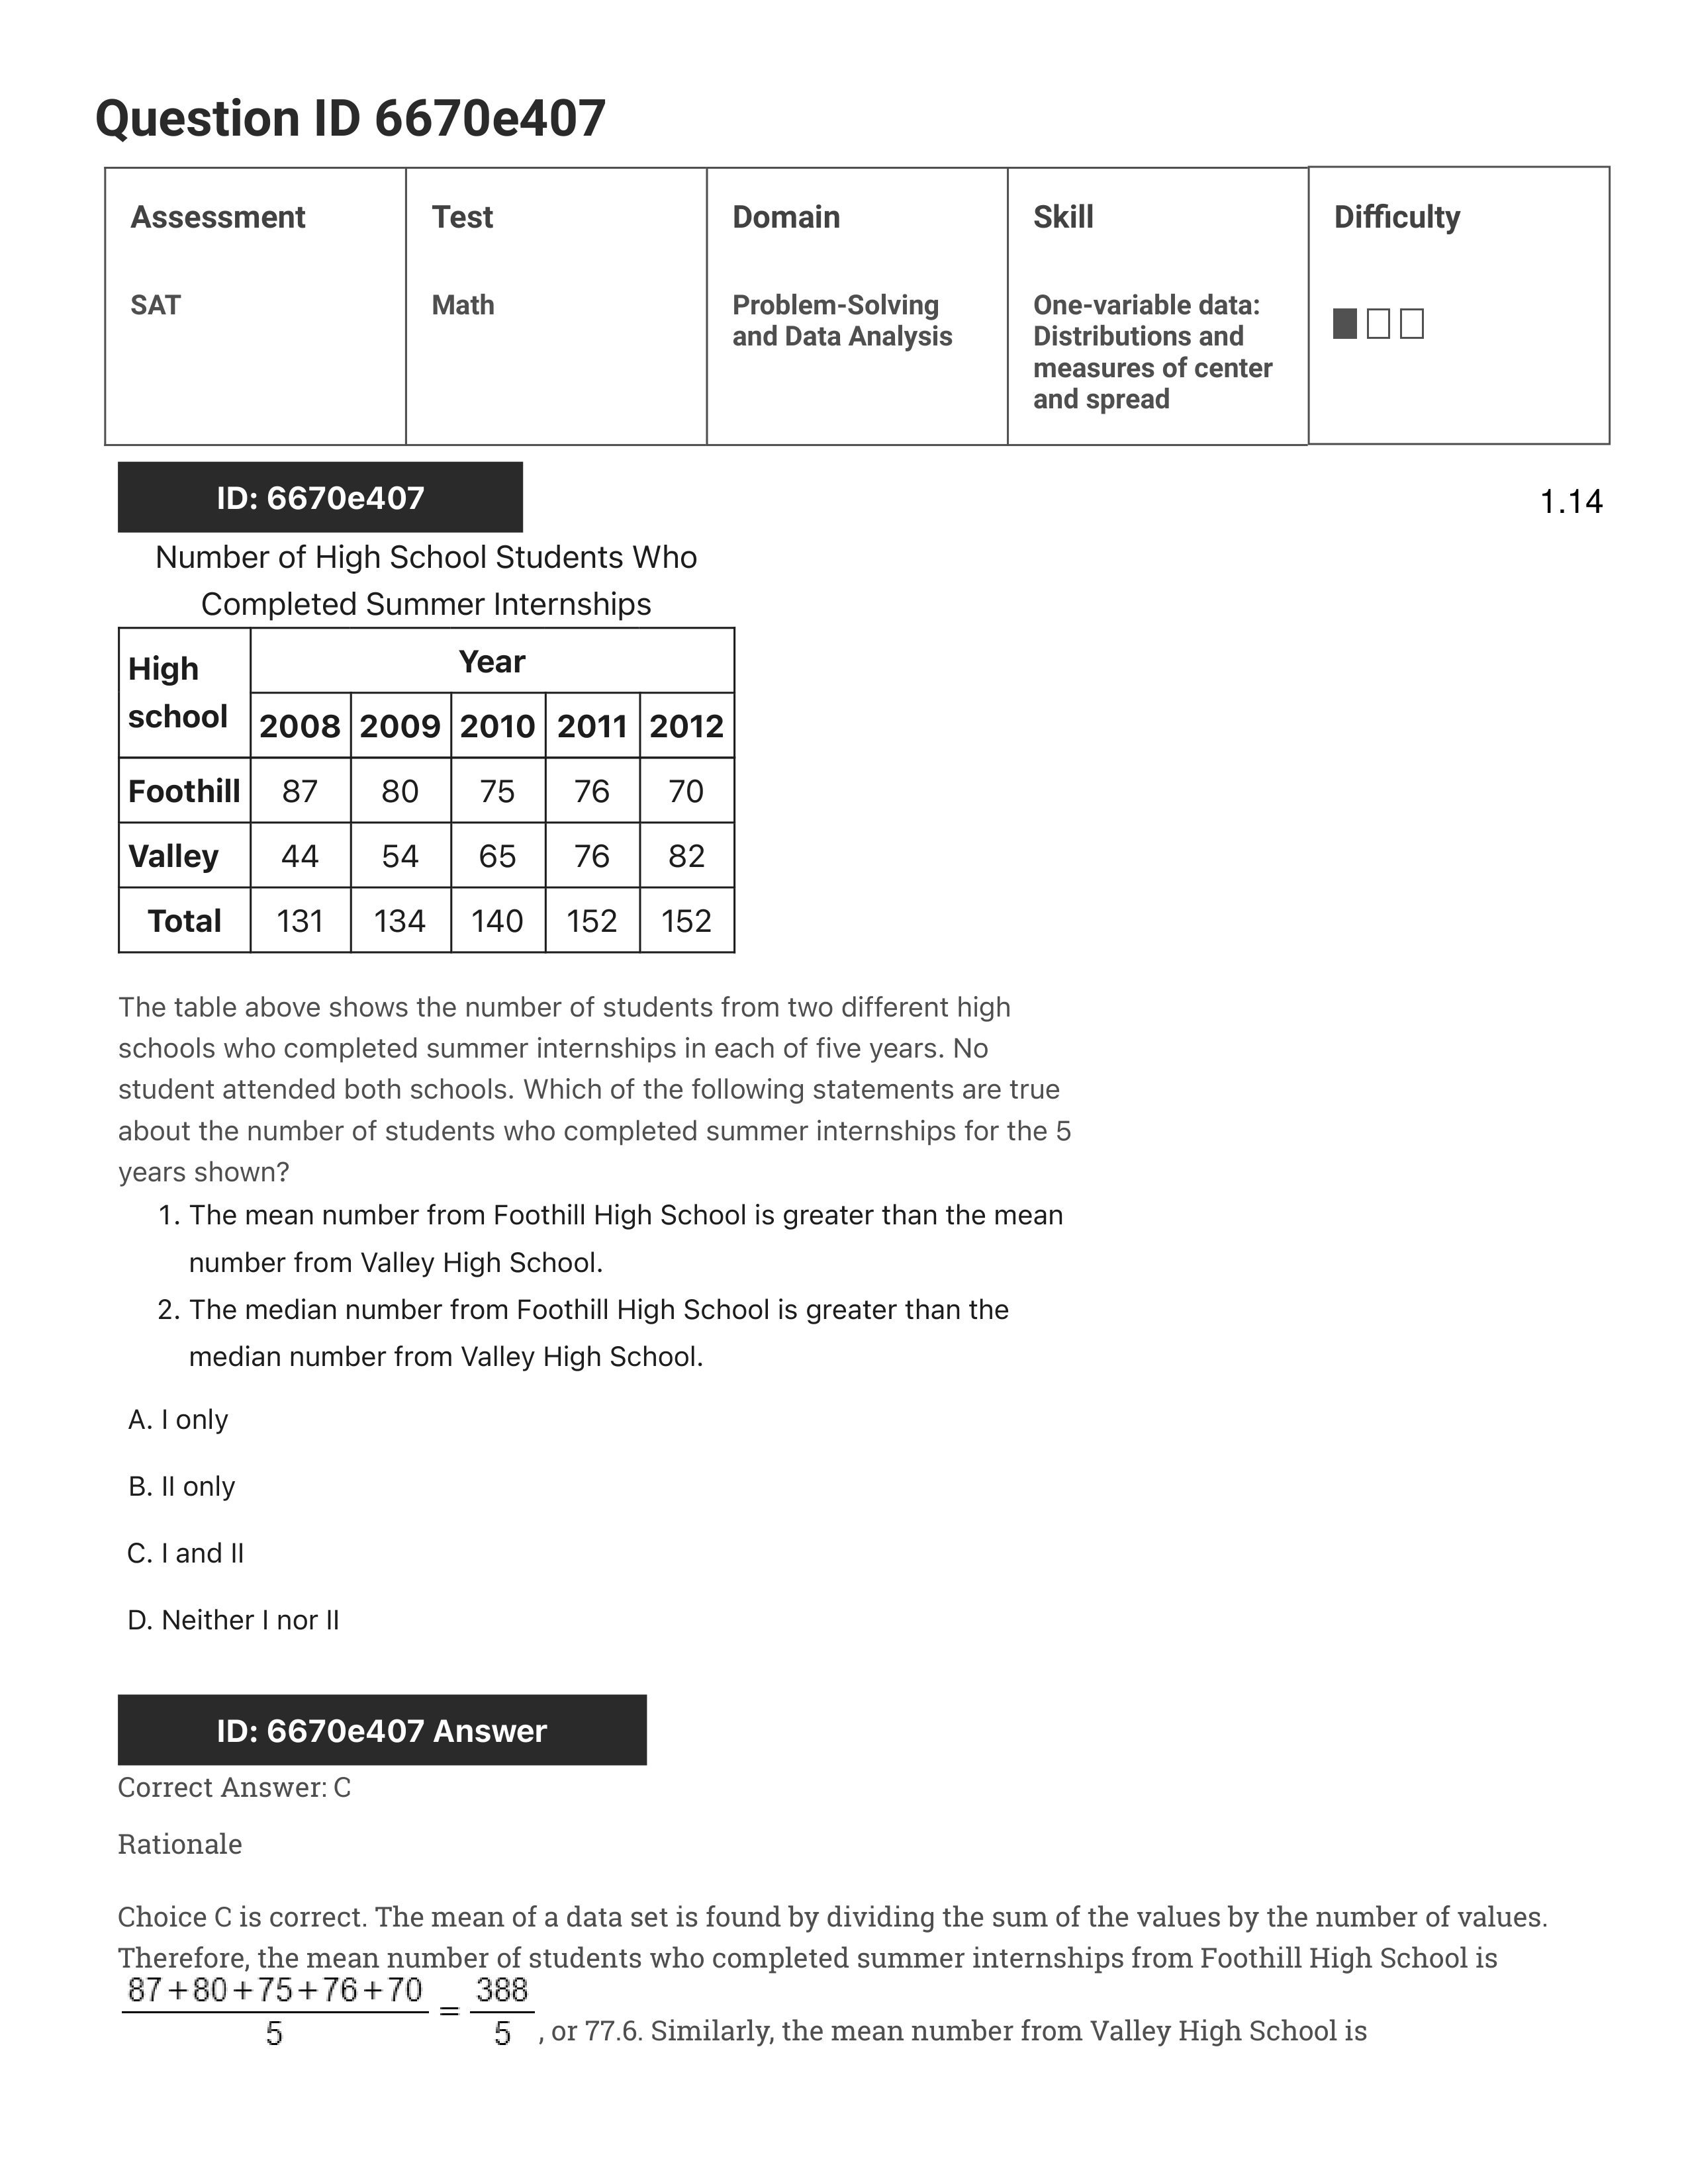 Question ID 6670e407
Assessment Test Domain Skill Difficulty
SAT Math Problem-Solving and Data Analysis One-variable data: Distributions and measures of center and spread
ID: 6670e407
1.14
Number of High School Students Who
Completed Summer Internships
High school Year
2008 2009 2010 2011 2012
Foothill 87 80 75 76 70
Valley 44 54 65 76 82
Total 131 134 140 152 152
The table above shows the number of students from two different high
schools who completed summer internships in each of five years. No
student attended both schools. Which of the following statements are true
about the number of students who completed summer internships for the 5
years shown?
1. The mean number from Foothill High School is greater than the mean
number from Valley High School.
2. The median number from Foothill High School is greater than the
median number from Valley High School.
A. I only
B. II only
C. I and II
D. Neither I nor II
ID: 6670e407 Answer
Correct Answer: C
Rationale
Choice C is correct. The mean of a data set is found by dividing the sum of the values by the number of values.
Therefore, the mean number of students who completed summer internships from Foothill High School is
87+80+75+76+70 / 5 = 388 / 5 , or 77.6. Similarly, the mean number from Valley High School is